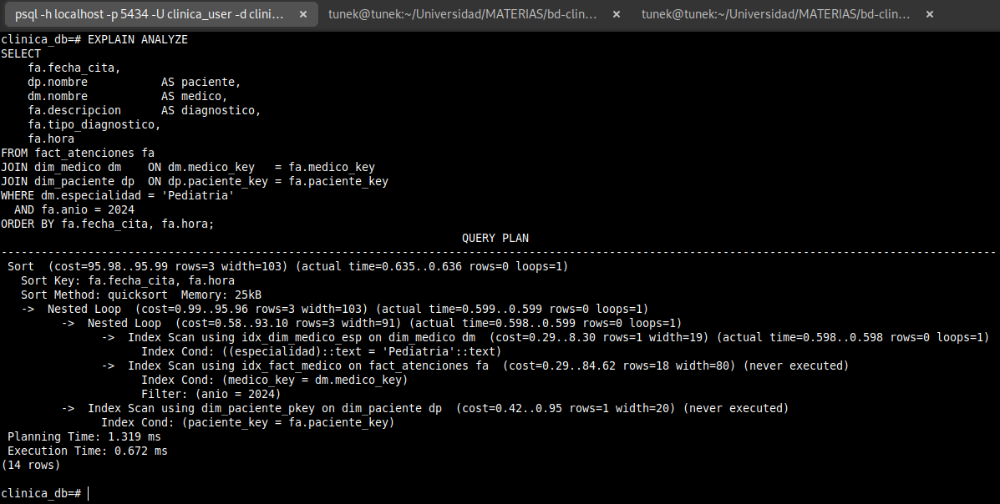 psql -h localhost -p 5434 -U clinica_user -d clini... × tunek@tunek:~/Universidad/MATERIAS/bd-clin... × tunek@tunek:~/Universidad/MATERIAS/bd-clin... ×
clinica_db=# EXPLAIN ANALYZE
SELECT
    fa.fecha_cita,
    dp.nombre           AS paciente,
    dm.nombre           AS medico,
    fa.descripcion      AS diagnostico,
    fa.tipo_diagnostico,
    fa.hora
FROM fact_atenciones fa
JOIN dim_medico dm    ON dm.medico_key   = fa.medico_key
JOIN dim_paciente dp  ON dp.paciente_key = fa.paciente_key
WHERE dm.especialidad = 'Pediatria'
  AND fa.anio = 2024
ORDER BY fa.fecha_cita, fa.hora;
                                                                     QUERY PLAN
-----------------------------------------------------------------------------------------------------------------------------------------------------
 Sort  (cost=95.98..95.99 rows=3 width=103) (actual time=0.635..0.636 rows=0 loops=1)
   Sort Key: fa.fecha_cita, fa.hora
   Sort Method: quicksort  Memory: 25kB
   ->  Nested Loop  (cost=0.99..95.96 rows=3 width=103) (actual time=0.599..0.599 rows=0 loops=1)
         ->  Nested Loop  (cost=0.58..93.10 rows=3 width=91) (actual time=0.598..0.599 rows=0 loops=1)
               ->  Index Scan using idx_dim_medico_esp on dim_medico dm  (cost=0.29..8.30 rows=1 width=19) (actual time=0.598..0.598 rows=0 loops=1)
                     Index Cond: ((especialidad)::text = 'Pediatria'::text)
               ->  Index Scan using idx_fact_medico on fact_atenciones fa  (cost=0.29..84.62 rows=18 width=80) (never executed)
                     Index Cond: (medico_key = dm.medico_key)
                     Filter: (anio = 2024)
         ->  Index Scan using dim_paciente_pkey on dim_paciente dp  (cost=0.42..0.95 rows=1 width=20) (never executed)
               Index Cond: (paciente_key = fa.paciente_key)
 Planning Time: 1.319 ms
 Execution Time: 0.672 ms
(14 rows)
clinica_db=#